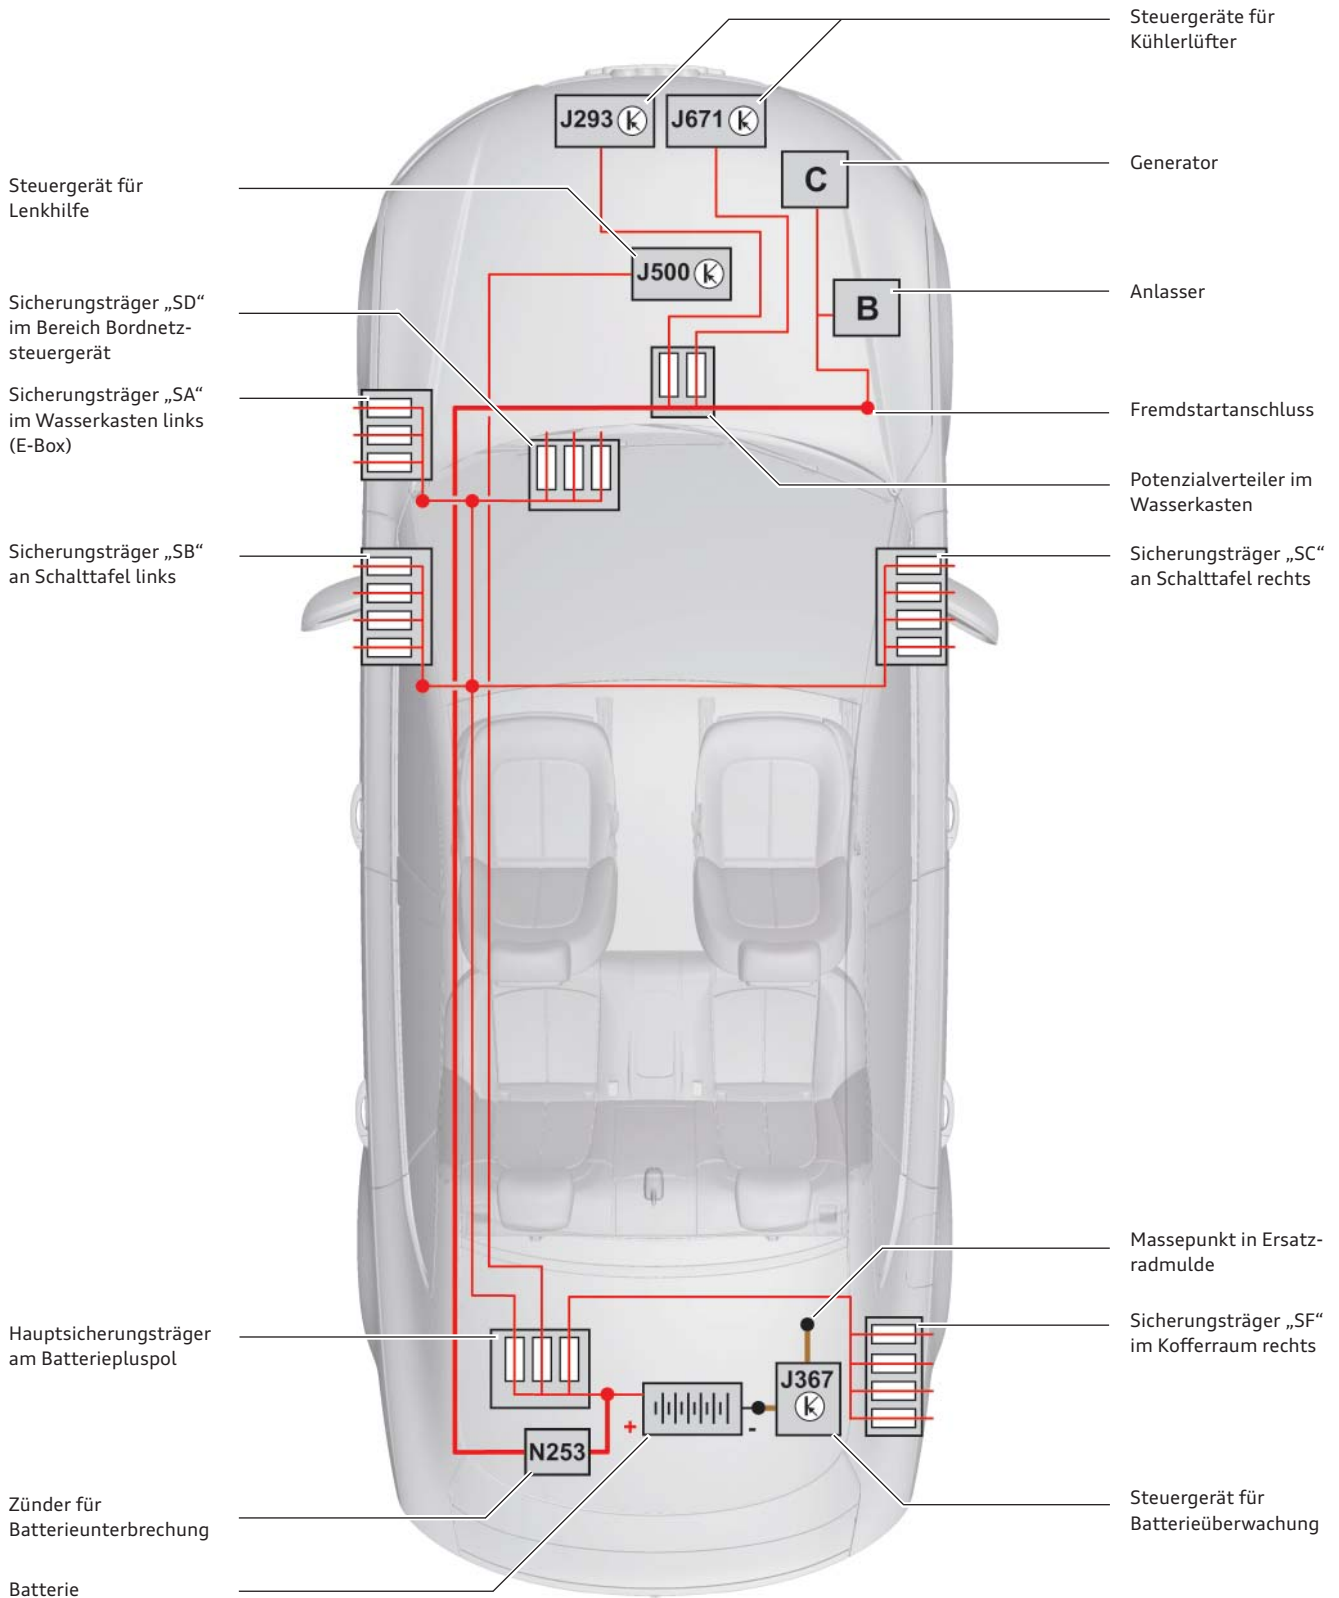 Steuergeräte für
Kühlerlüfter
J293
J671
Generator
C
Steuergerät für
Lenkhilfe
J500
Anlasser
B
Sicherungsträger „SD“
im Bereich Bordnetz-
steuergerät
Sicherungsträger „SA“
im Wasserkasten links
(E-Box)
Fremdstartanschluss
Potenzialverteiler im
Wasserkasten
Sicherungsträger „SB“
an Schalttafel links
Sicherungsträger „SC“
an Schalttafel rechts
Massepunkt in Ersatz-
radmulde
Hauptsicherungsträger
am Batteriepluspol
Sicherungsträger „SF“
im Kofferraum rechts
J367
+
-
N253
Zünder für
Batterieunterbrechung
Steuergerät für
Batterieüberwachung
Batterie